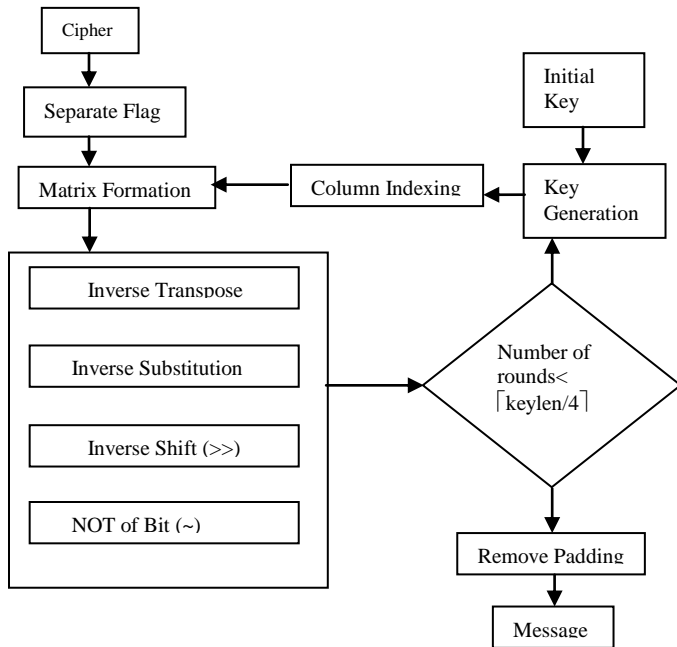 Cipher
Separate Flag
Matrix Formation
Column Indexing
Initial
Key
Key
Generation
Inverse Transpose
Inverse Substitution
Inverse Shift (>>)
NOT of Bit (~)
Number of
rounds<
⌈keylen/4⌉
Remove Padding
Message